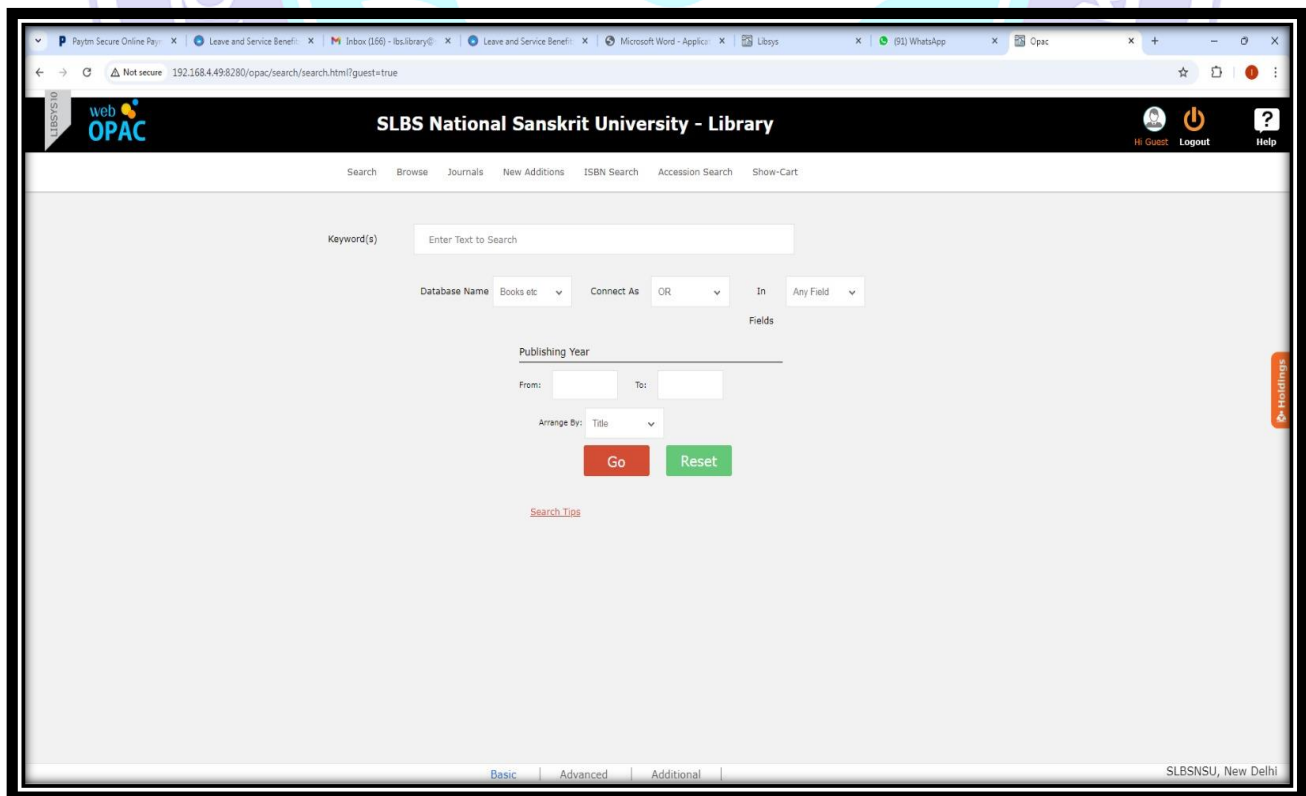 Paytm Secure Online Pay
Leave and Service Benefit
Inbox (166) - lbs.library@
Leave and Service Benefit
Microsoft Word - Applica
Libsys
(91) WhatsApp
Opac
Not secure 192.168.4.49:8280/opac/search/search.html?guest=true
LIBSYS10
web OPAC
SLBS National Sanskrit University - Library
Hi Guest Logout Help
Search Browse Journals New Additions ISBN Search Accession Search Show-Cart
Keyword(s) Enter Text to Search
Database Name Books etc Connect As OR In Any Field
Fields
Publishing Year
From: To:
Arrange By: Title
Go Reset
Search Tips
Holdings
Basic | Advanced | Additional |
SLBSNSU, New Delhi